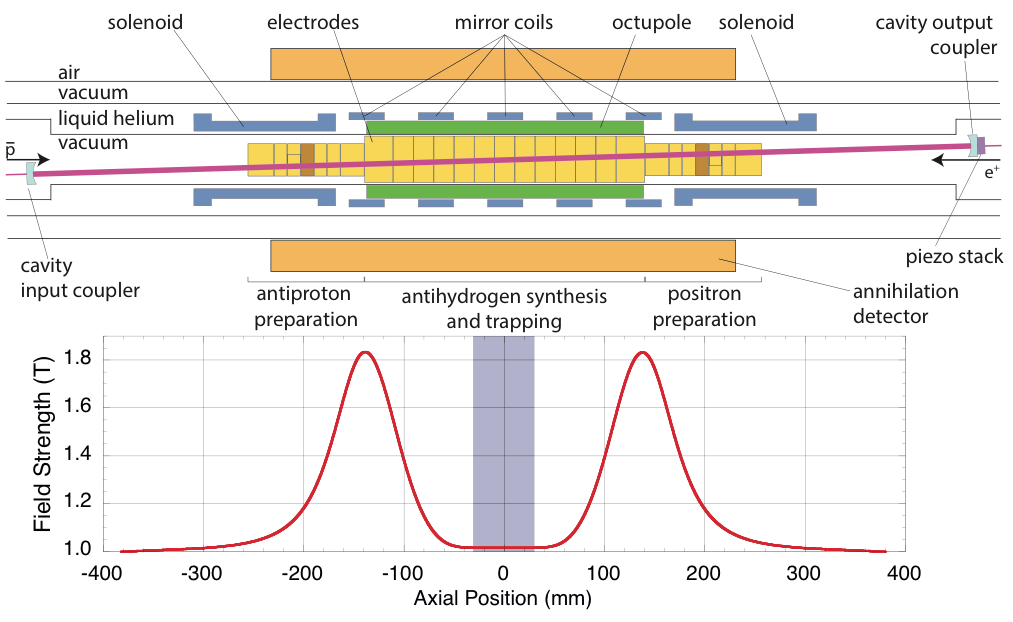 solenoid
electrodes
mirror coils
octupole
solenoid
cavity output
coupler
air
vacuum
liquid helium
vacuum
p̅
e⁺
cavity
input coupler
piezo stack
antiproton
preparation
antihydrogen synthesis
and trapping
positron
preparation
annihilation
detector
Field Strength (T)
1.8
1.6
1.4
1.2
1.0
-400
-300
-200
-100
0
100
200
300
400
Axial Position (mm)